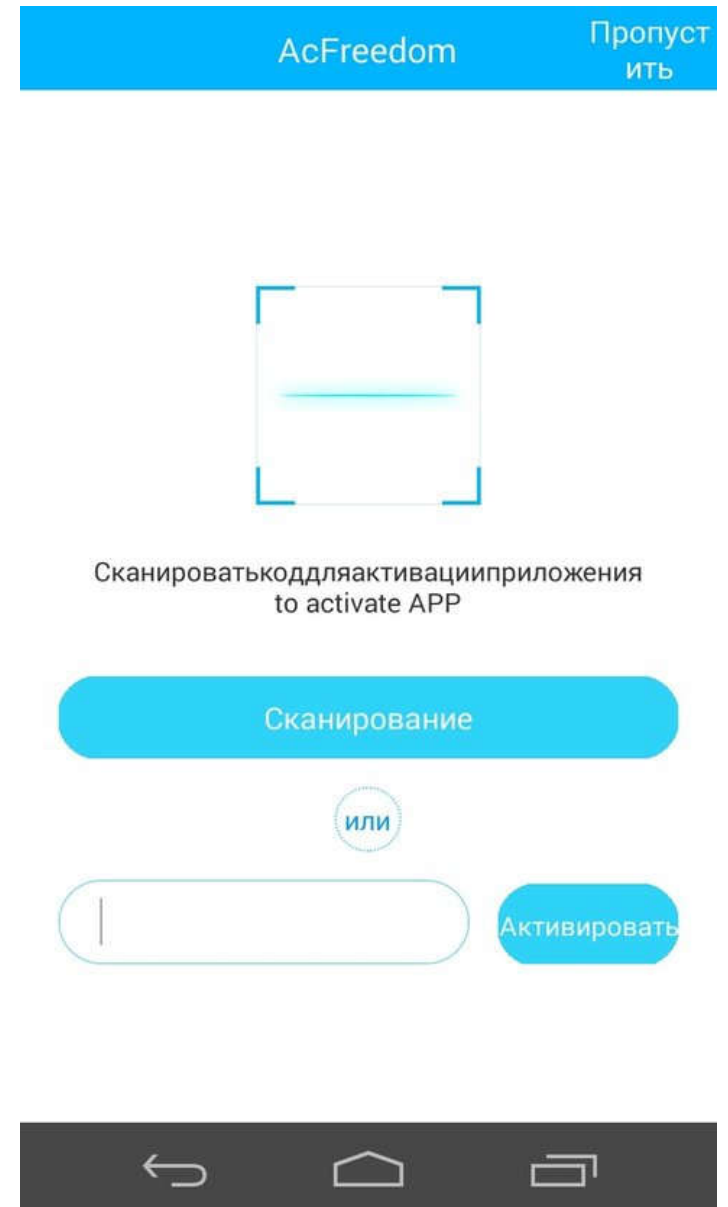 AcFreedom
Пропуст
ить
Сканироватькоддляактивацииприложения
to activate APP
Сканирование
или
Активировать